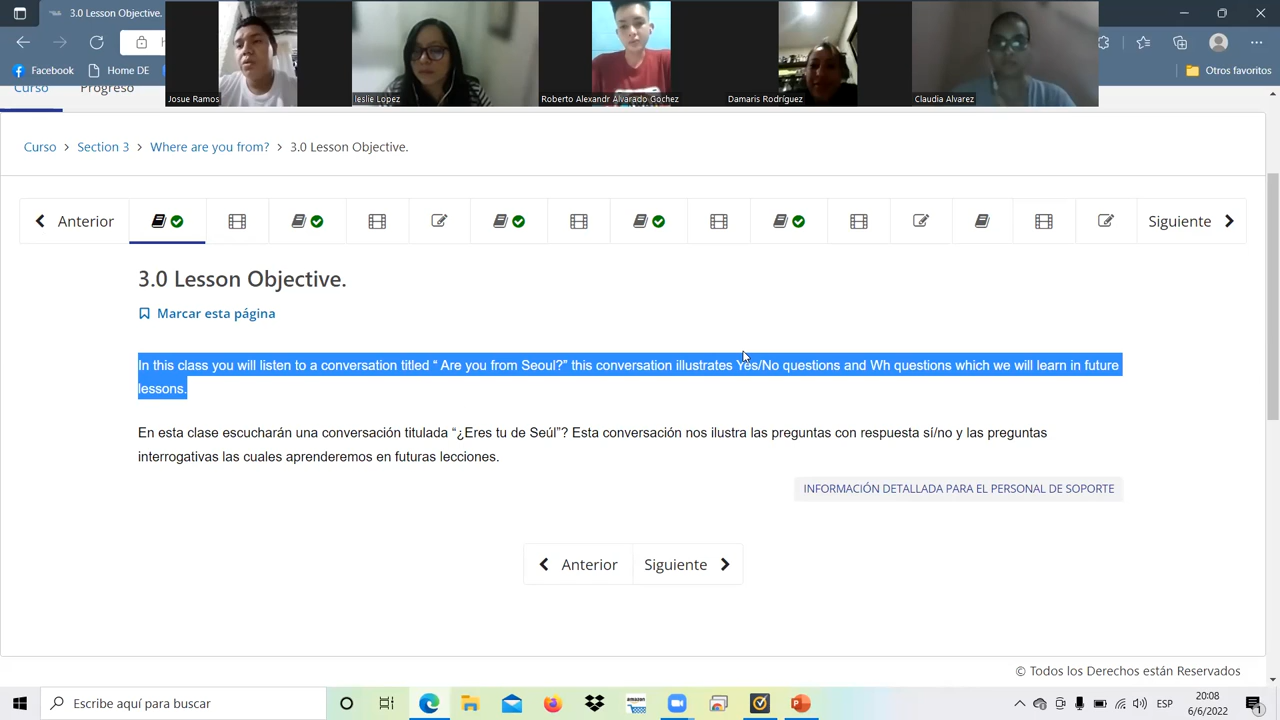 3.0 Lesson Objective.
Facebook
Home DE
Otros favoritos
Josue Ramos
leslie Lopez
Roberto Alexandr Alvarado Gochez
Damaris Rodríguez
Claudia Alvarez
Curso
Progreso
Curso > Section 3 > Where are you from? > 3.0 Lesson Objective.
Anterior
Siguiente
3.0 Lesson Objective.
Marcar esta página
In this class you will listen to a conversation titled “ Are you from Seoul?” this conversation illustrates Yes/No questions and Wh questions which we will learn in future
lessons.
En esta clase escucharán una conversación titulada “¿Eres tu de Seúl”? Esta conversación nos ilustra las preguntas con respuesta sí/no y las preguntas
interrogativas las cuales aprenderemos en futuras lecciones.
INFORMACIÓN DETALLADA PARA EL PERSONAL DE SOPORTE
Anterior
Siguiente
© Todos los Derechos están Reservados
Escribe aquí para buscar
amazon
ESP
20:08
6/6/2022
1